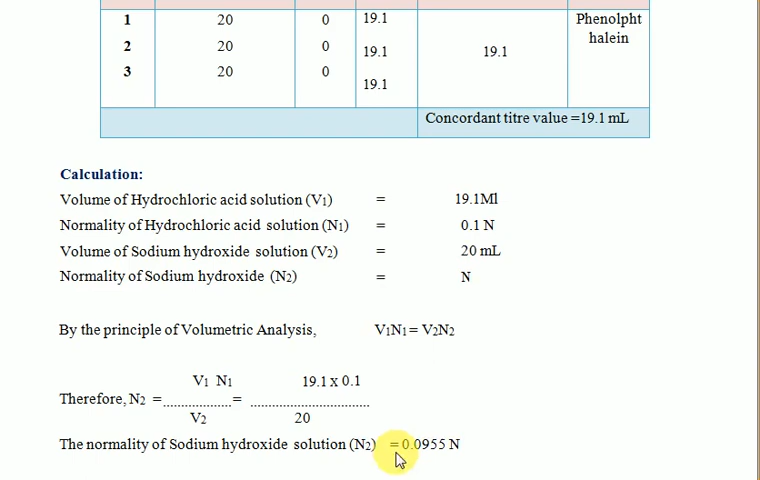 1 20 0 19.1 Phenolpht
halein
2 20 0 19.1 19.1
3 20 0
19.1
Concordant titre value =19.1 mL
Calculation:
Volume of Hydrochloric acid solution (V1) = 19.1Ml
Normality of Hydrochloric acid solution (N1) = 0.1 N
Volume of Sodium hydroxide solution (V2) = 20 mL
Normality of Sodium hydroxide (N2) = N
By the principle of Volumetric Analysis, V1N1= V2N2
V1 N1 19.1 x 0.1
Therefore, N2 = .................. = ...............................
V2 20
The normality of Sodium hydroxide solution (N2) = 0.0955 N